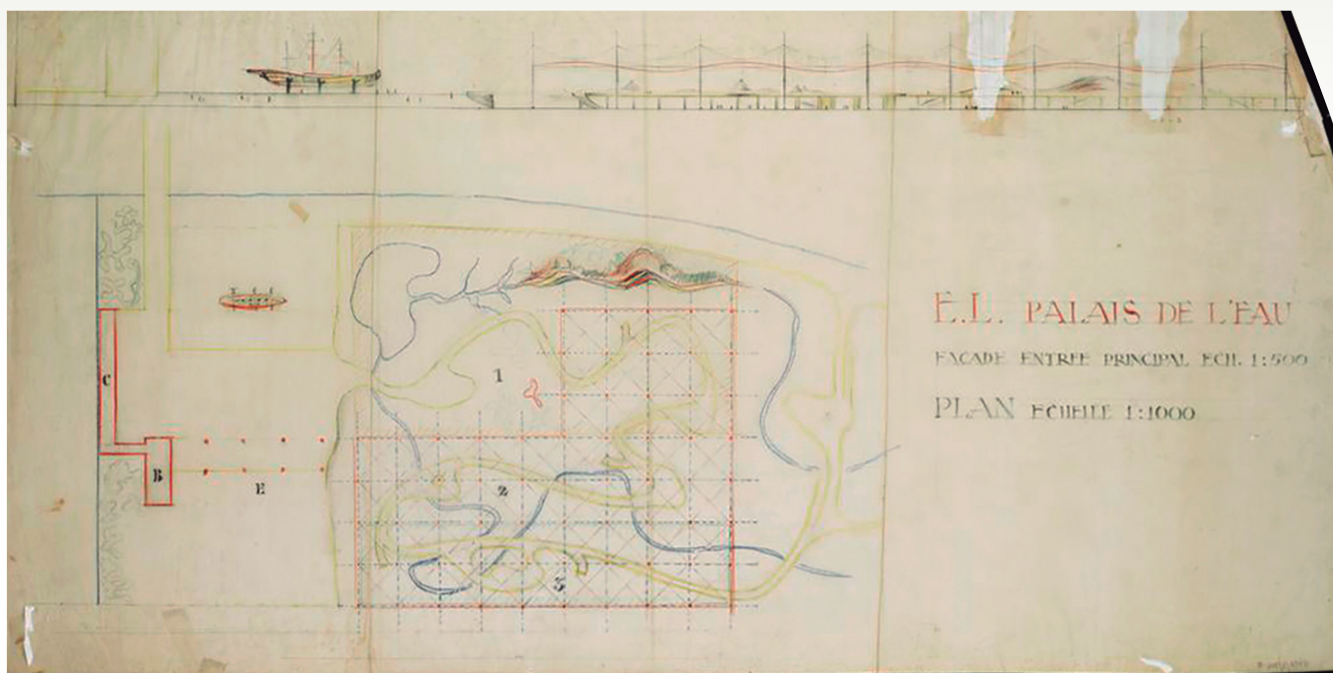 E.L. PALAIS DE L'EAU
FACADE ENTREE PRINCIPAL ECH. 1:500
PLAN ECHELLE 1:1000
C
1
B
E
2
3